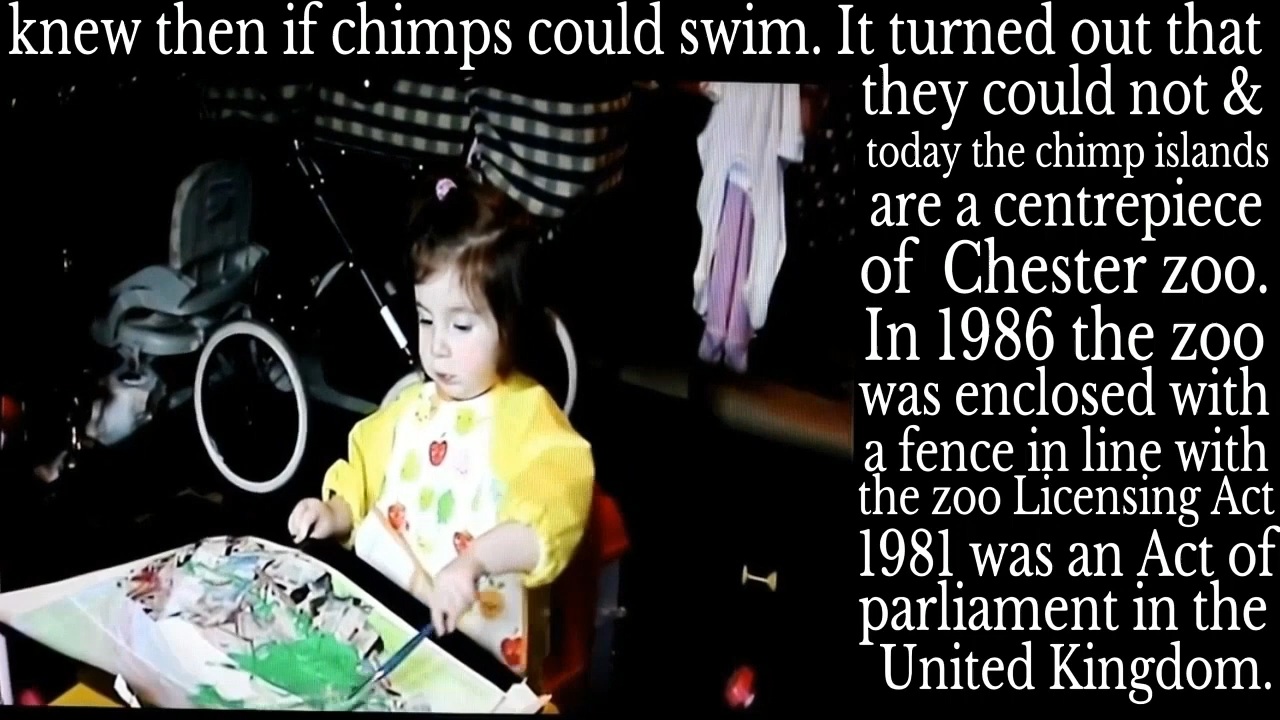 knew then if chimps could swim. It turned out that
they could not &
today the chimp islands
are a centrepiece
of Chester zoo.
In 1986 the zoo
was enclosed with
a fence in line with
the zoo Licensing Act
1981 was an Act of
parliament in the
United Kingdom.